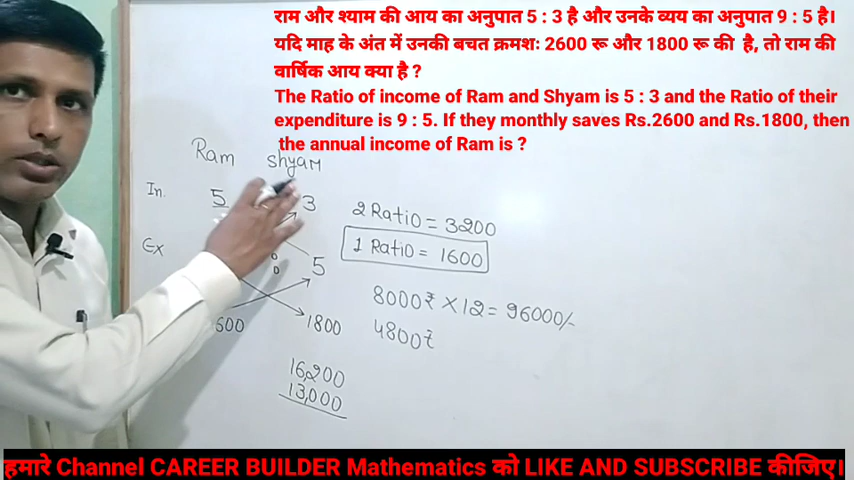 राम और श्याम की आय का अनुपात 5 : 3 है और उनके व्यय का अनुपात 9 : 5 है।
यदि माह के अंत में उनकी बचत क्रमशः 2600 रू और 1800 रू की है, तो राम की
वार्षिक आय क्या है ?
The Ratio of income of Ram and Shyam is 5 : 3 and the Ratio of their
expenditure is 9 : 5. If they monthly saves Rs.2600 and Rs.1800, then
the annual income of Ram is ?
Ram shyam
In. 5 3
Ex 5
600 1800
16,200
13,000
2 Ratio = 3200
1 Ratio = 1600
8000₹ × 12 = 96000/-
4800₹
हमारे Channel CAREER BUILDER Mathematics को LIKE AND SUBSCRIBE कीजिए।